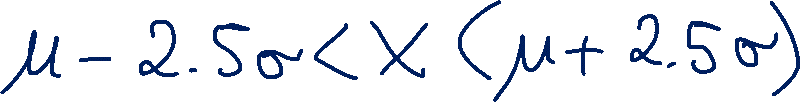 μ - 2.5σ < X (μ + 2.5σ)